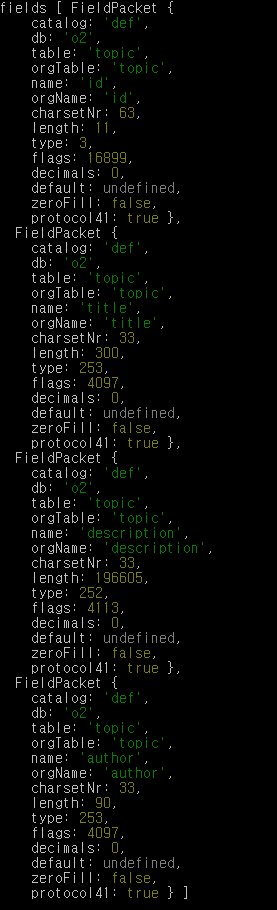 fields [ FieldPacket {
    catalog: 'def',
    db: 'o2',
    table: 'topic',
    orgTable: 'topic',
    name: 'id',
    orgName: 'id',
    charsetNr: 63,
    length: 11,
    type: 3,
    flags: 16899,
    decimals: 0,
    default: undefined,
    zeroFill: false,
    protocol41: true },
  FieldPacket {
    catalog: 'def',
    db: 'o2',
    table: 'topic',
    orgTable: 'topic',
    name: 'title',
    orgName: 'title',
    charsetNr: 33,
    length: 300,
    type: 253,
    flags: 4097,
    decimals: 0,
    default: undefined,
    zeroFill: false,
    protocol41: true },
  FieldPacket {
    catalog: 'def',
    db: 'o2',
    table: 'topic',
    orgTable: 'topic',
    name: 'description',
    orgName: 'description',
    charsetNr: 33,
    length: 196605,
    type: 252,
    flags: 4113,
    decimals: 0,
    default: undefined,
    zeroFill: false,
    protocol41: true },
  FieldPacket {
    catalog: 'def',
    db: 'o2',
    table: 'topic',
    orgTable: 'topic',
    name: 'author',
    orgName: 'author',
    charsetNr: 33,
    length: 90,
    type: 253,
    flags: 4097,
    decimals: 0,
    default: undefined,
    zeroFill: false,
    protocol41: true } ]